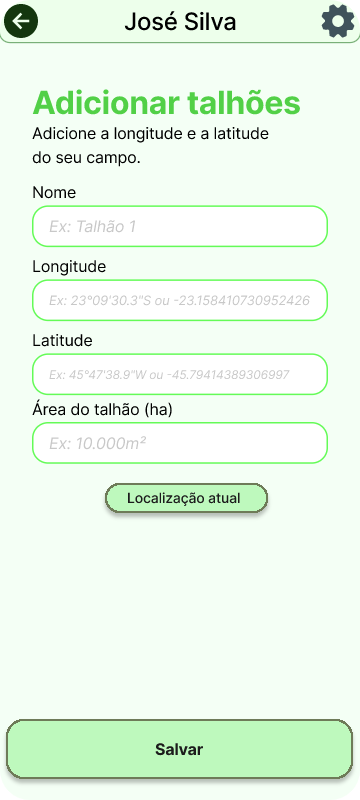 José Silva
Adicionar talhões
Adicione a longitude e a latitude
do seu campo.
Nome
Ex: Talhão 1
Longitude
Ex: 23°09'30.3"S ou -23.158410730952426
Latitude
Ex: 45°47'38.9"W ou -45.79414389306997
Área do talhão (ha)
Ex: 10.000m²
Localização atual
Salvar